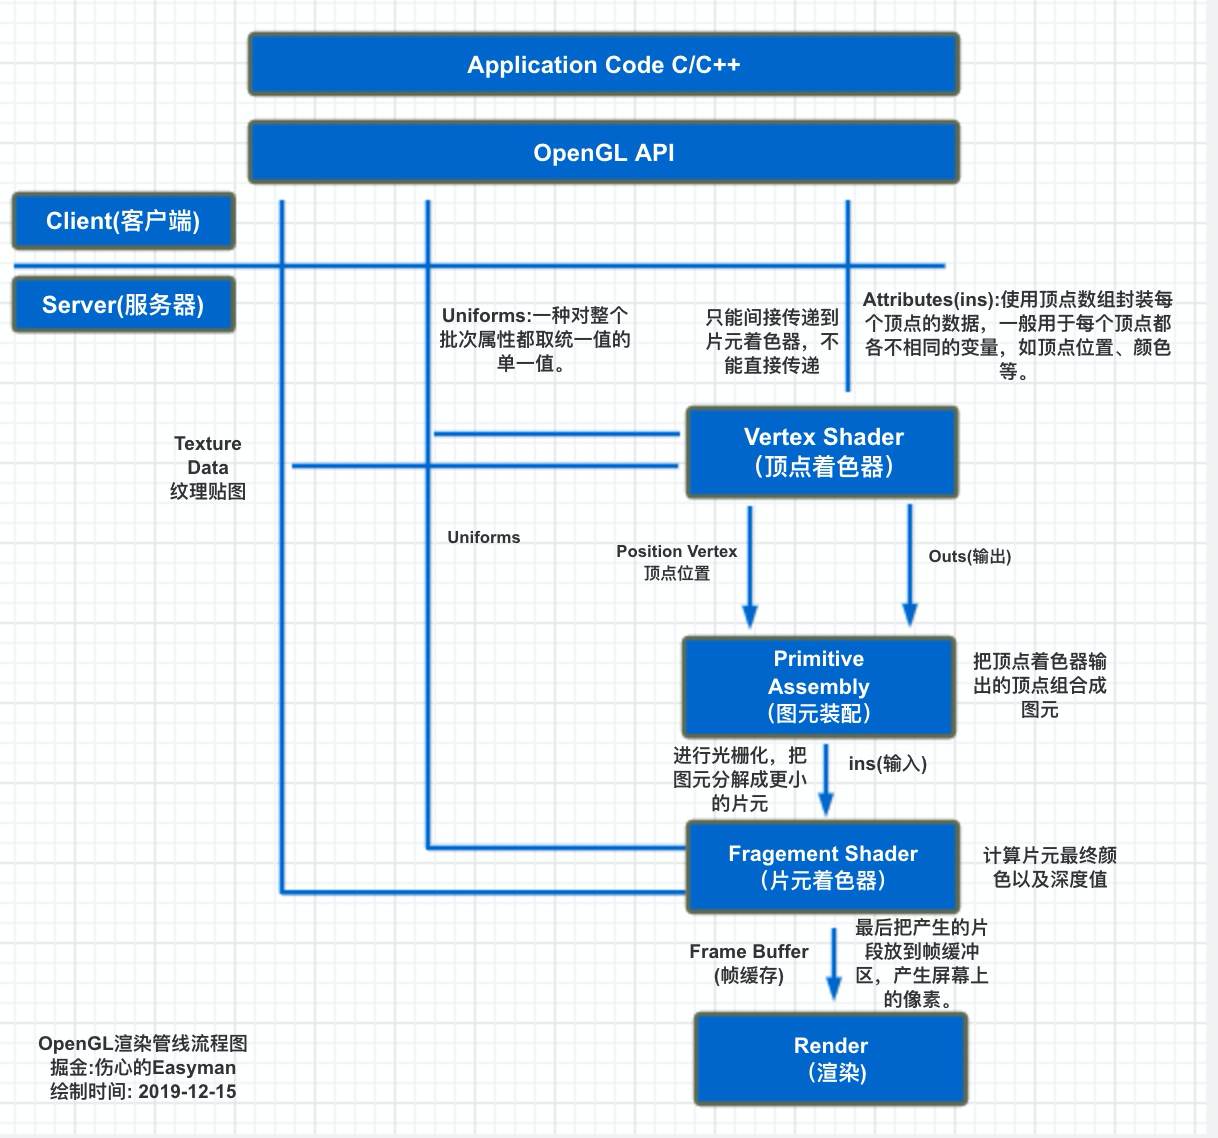 Application Code C/C++
OpenGL API
Client(客户端)
Server(服务器)
Uniforms:一种对整个
批次属性都取统一值的
单一值。
只能间接传递到
片元着色器，不
能直接传递
Attributes(ins):使用顶点数组封装每
个顶点的数据，一般用于每个顶点都
各不相同的变量，如顶点位置、颜色
等。
Texture
Data
纹理贴图
Vertex Shader
（顶点着色器）
Uniforms
Position Vertex
顶点位置
Outs(输出)
Primitive
Assembly
（图元装配）
把顶点着色器输
出的顶点组合成
图元
进行光栅化，把
图元分解成更小
的片元
ins(输入)
Fragement Shader
（片元着色器）
计算片元最终颜
色以及深度值
Frame Buffer
(帧缓存)
最后把产生的片
段放到帧缓冲
区，产生屏幕上
的像素。
Render
（渲染)
OpenGL渲染管线流程图
掘金:伤心的Easyman
绘制时间: 2019-12-15